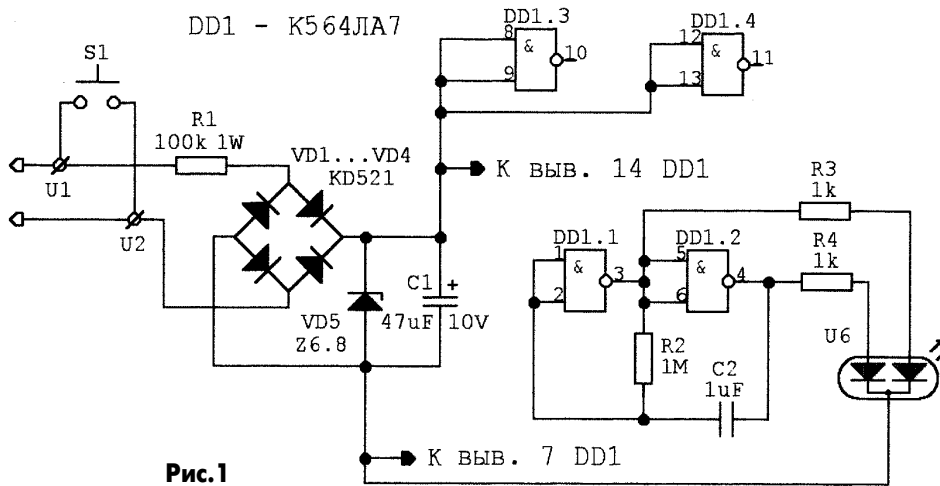 DD1 - К564ЛА7
S1
U1
U2
R1
100k 1W
VD1...VD4
KD521
VD5
Z6.8
C1
+
47uF
10V
DD1.3
8
9
&
10
DD1.4
12
13
&
11
К выв. 14 DD1
DD1.1
1
2
&
3
DD1.2
5
6
&
4
R3
1k
R4
1k
R2
1M
C2
1uF
U6
К выв. 7 DD1
Рис.1